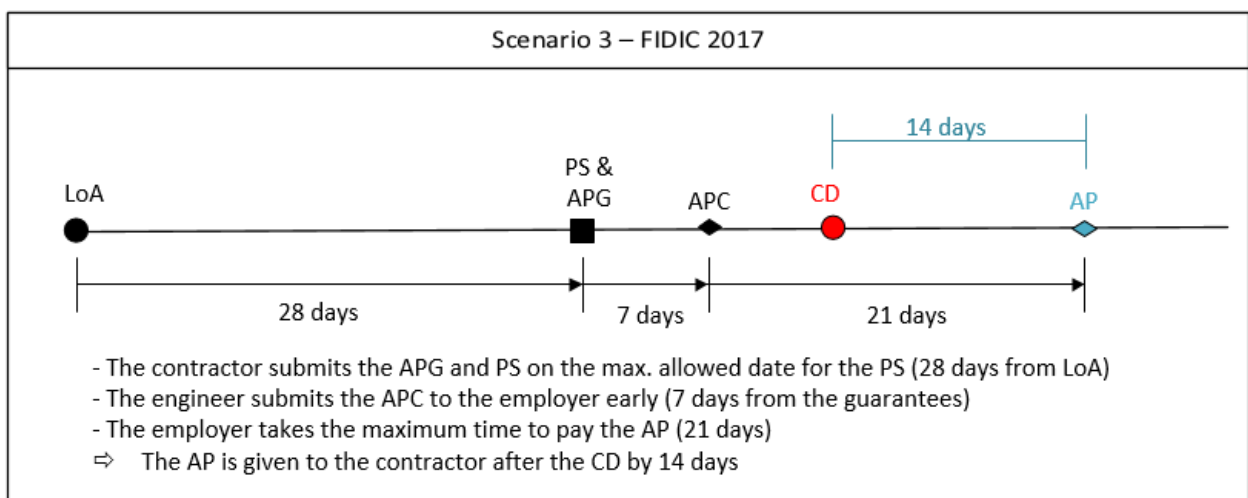 Scenario 3 – FIDIC 2017
14 days
PS &
LoA
APG
APC
CD
AP
28 days
7 days
21 days
- The contractor submits the APG and PS on the max. allowed date for the PS (28 days from LoA)
- The engineer submits the APC to the employer early (7 days from the guarantees)
- The employer takes the maximum time to pay the AP (21 days)
⇨ The AP is given to the contractor after the CD by 14 days